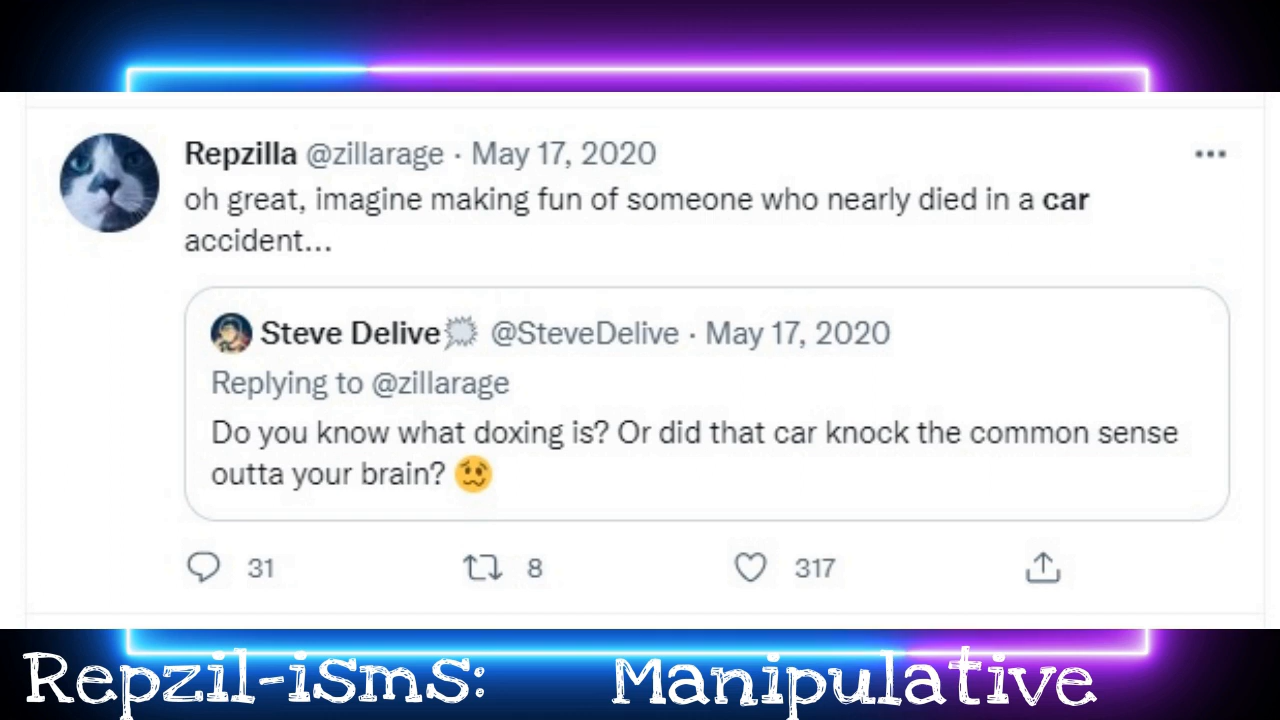 Repzilla @zillarage · May 17, 2020
oh great, imagine making fun of someone who nearly died in a car
accident...
Steve Delive🗯 @SteveDelive · May 17, 2020
Replying to @zillarage
Do you know what doxing is? Or did that car knock the common sense
outta your brain? 🥴
31 8 317
Repzil-isms: Manipulative